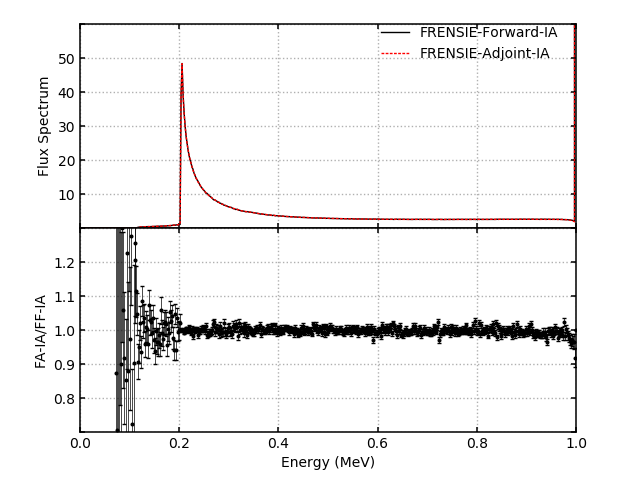 FRENSIE-Forward-IA
FRENSIE-Adjoint-IA
Flux Spectrum
50
40
30
20
10
FA-IA/FF-IA
1.2
1.1
1.0
0.9
0.8
0.0 0.2 0.4 0.6 0.8 1.0
Energy (MeV)